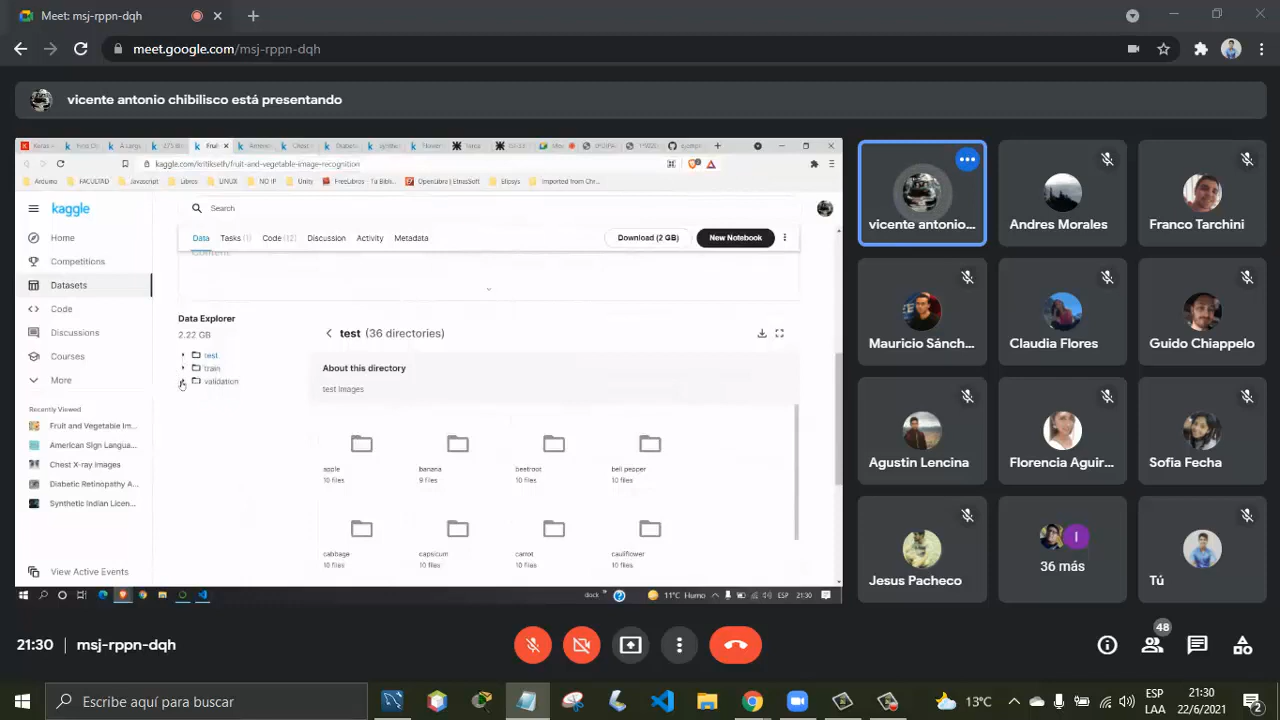 Meet: msj-rppn-dqh
meet.google.com/msj-rppn-dqh
vicente antonio chibilisco está presentando
kaggle.com/kritikseth/fruit-and-vegetable-image-recognition
Arduino FACULTAD Javascript Libros LINUX NO IP Unity FreeLibros - Tu Bibl... OpenLibra | EtnasSoft Elipsys Imported from Chr...
kaggle
Search
Data Tasks (1) Code (12) Discussion Activity Metadata Download (2 GB) New Notebook
Home
Competitions
Datasets
Code
Discussions
Courses
More
Recently Viewed
Fruit and Vegetable Im...
American Sign Langua...
Chest X-ray Images
Diabetic Retinopathy A...
Synthetic Indian Licen...
View Active Events
Data Explorer
2.22 GB
test
train
validation
test (36 directories)
About this directory
test Images
apple banana beetroot bell pepper
10 files 9 files 10 files 10 files
cabbage capsicum carrot cauliflower
10 files 10 files 10 files 10 files
dock 11°C Humo ESP 21:30
vicente antonio...
Andres Morales
Franco Tarchini
Mauricio Sánch...
Claudia Flores
Guido Chiappelo
Agustin Lencina
Florencia Aguir...
Sofia Fecha
Jesus Pacheco
I
36 más
Tú
21:30 | msj-rppn-dqh
48
Escribe aquí para buscar
13°C
ESP
LAA
21:30
22/6/2021
2